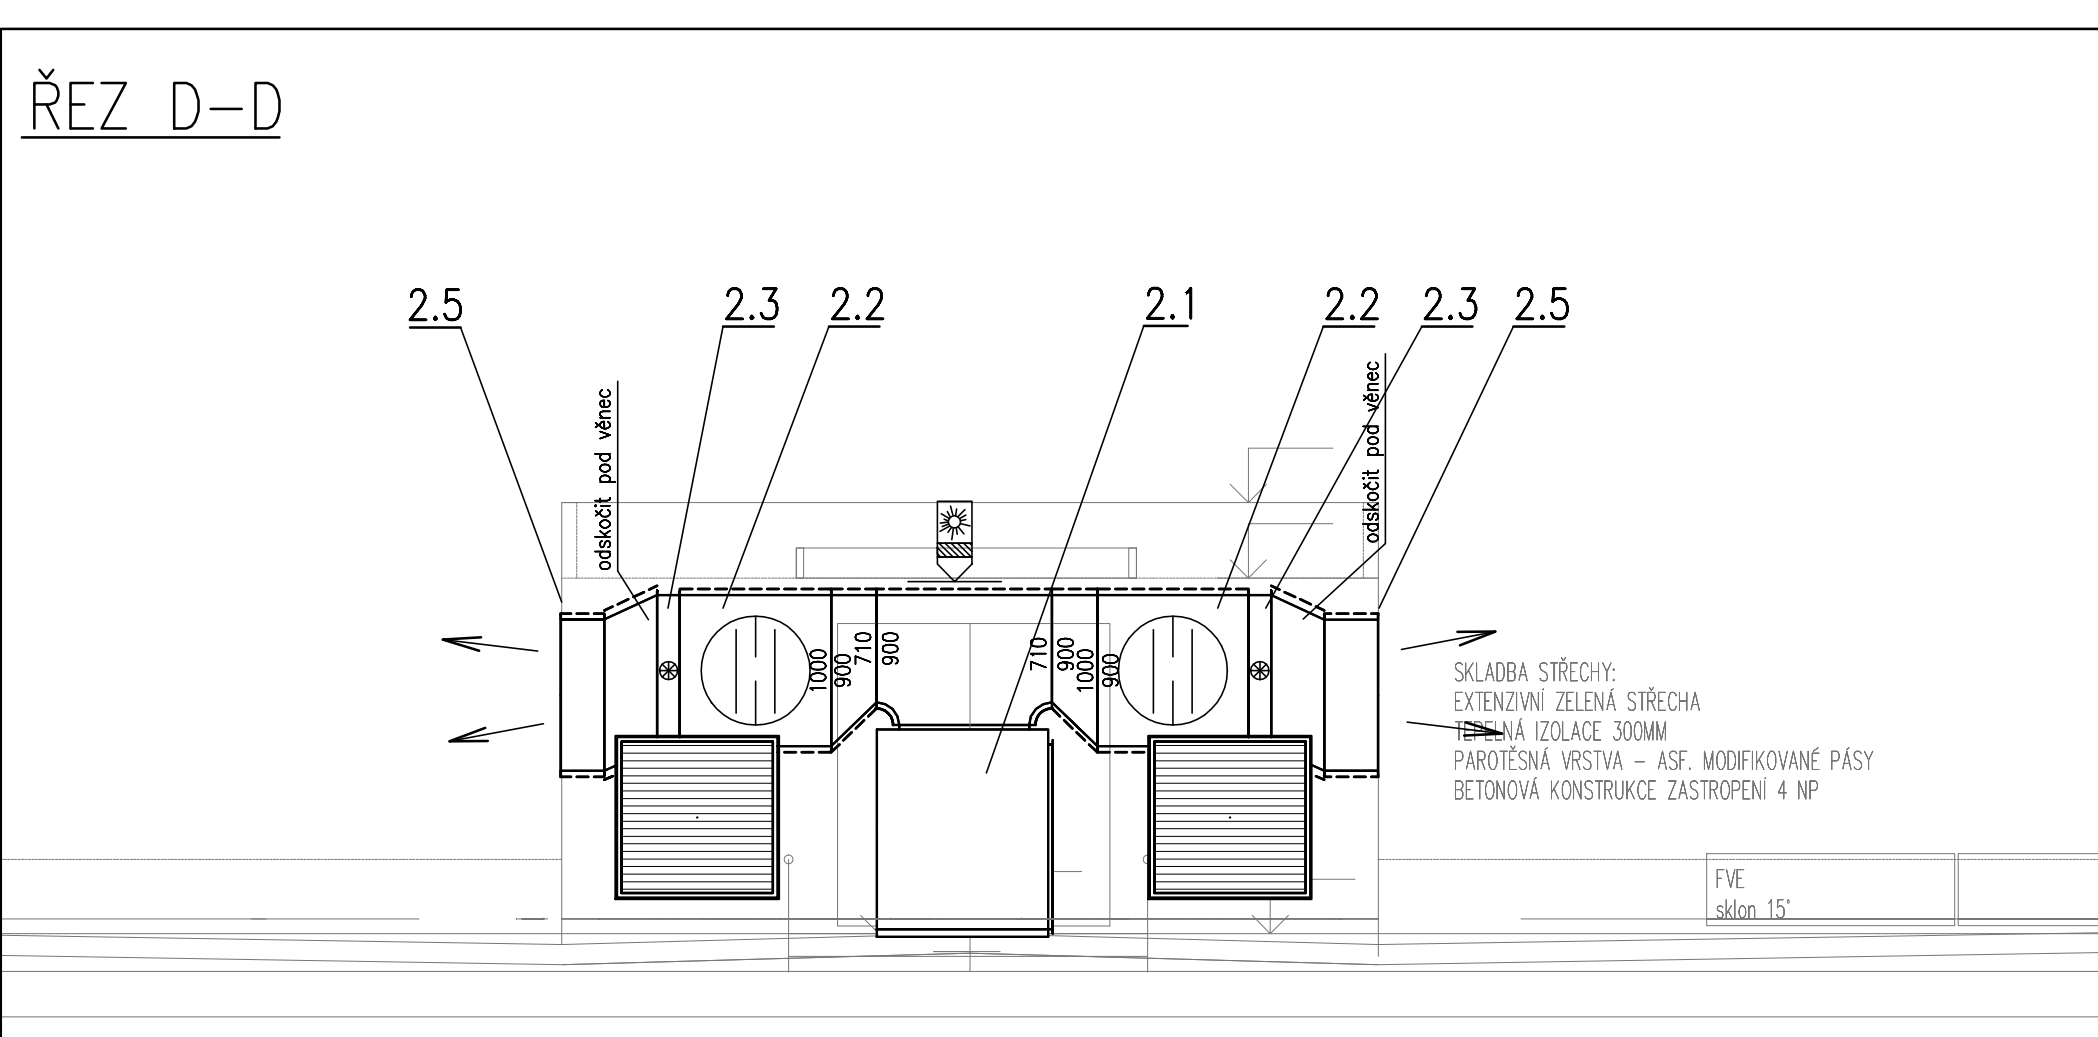 ŘEZ D-D
2.5
2.3
2.2
2.1
2.2
2.3
2.5
odskočit pod věnec
odskočit pod věnec
1000
900
710
900
710
900
1000
900
SKLADBA STŘECHY:
EXTENZIVNÍ ZELENÁ STŘECHA
TEPELNÁ IZOLACE 300MM
PAROTĚSNÁ VRSTVA – ASF. MODIFIKOVANÉ PÁSY
BETONOVÁ KONSTRUKCE ZASTROPENÍ 4 NP
FVE
sklon 15°